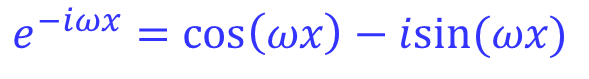 e^{-iωx} = cos(ωx) − isin(ωx)